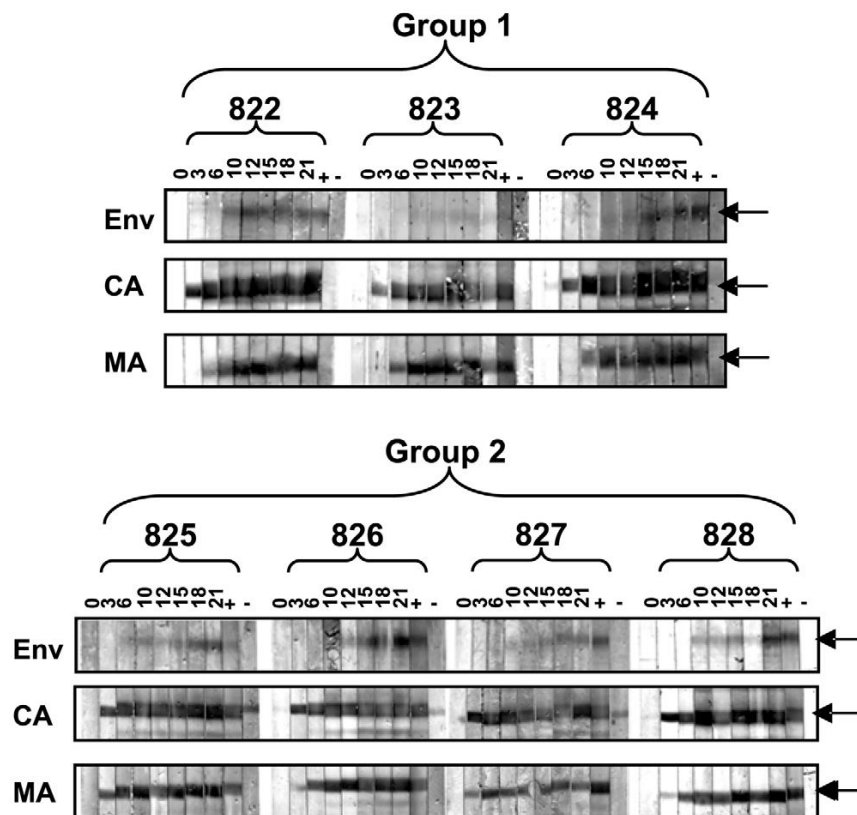 Group 1
822 823 824
0 3 6 10 12 15 18 21 + - 0 3 6 10 12 15 18 21 + - 0 3 6 10 12 15 18 21 + -
Env
CA
MA
Group 2
825 826 827 828
0 3 6 10 12 15 18 21 + - 0 3 6 10 12 15 18 21 + - 0 3 6 10 12 15 18 21 + - 0 3 6 10 12 15 18 21 + -
Env
CA
MA